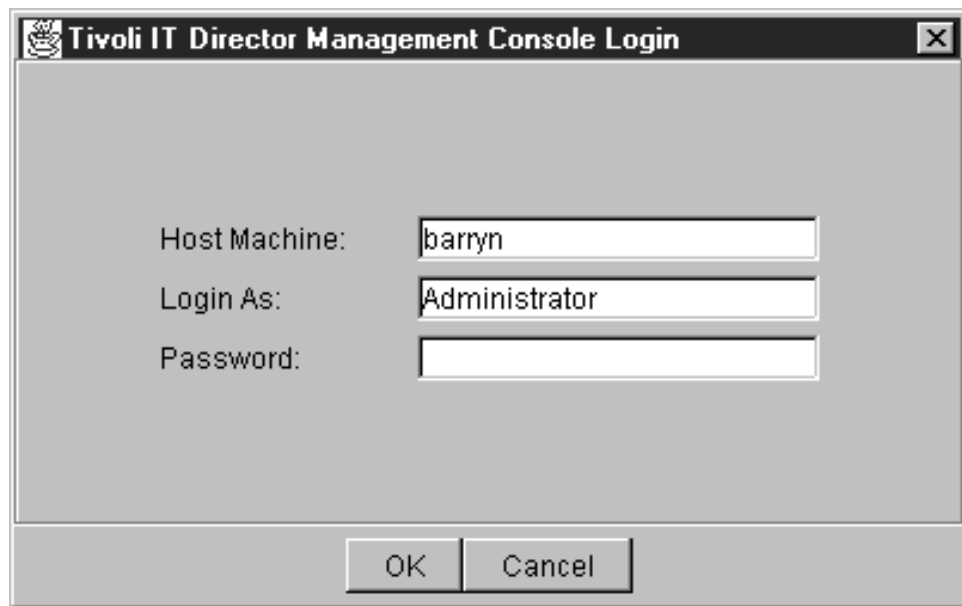 Tivoli IT Director Management Console Login
Host Machine: barryn
Login As: Administrator
Password:
OK Cancel